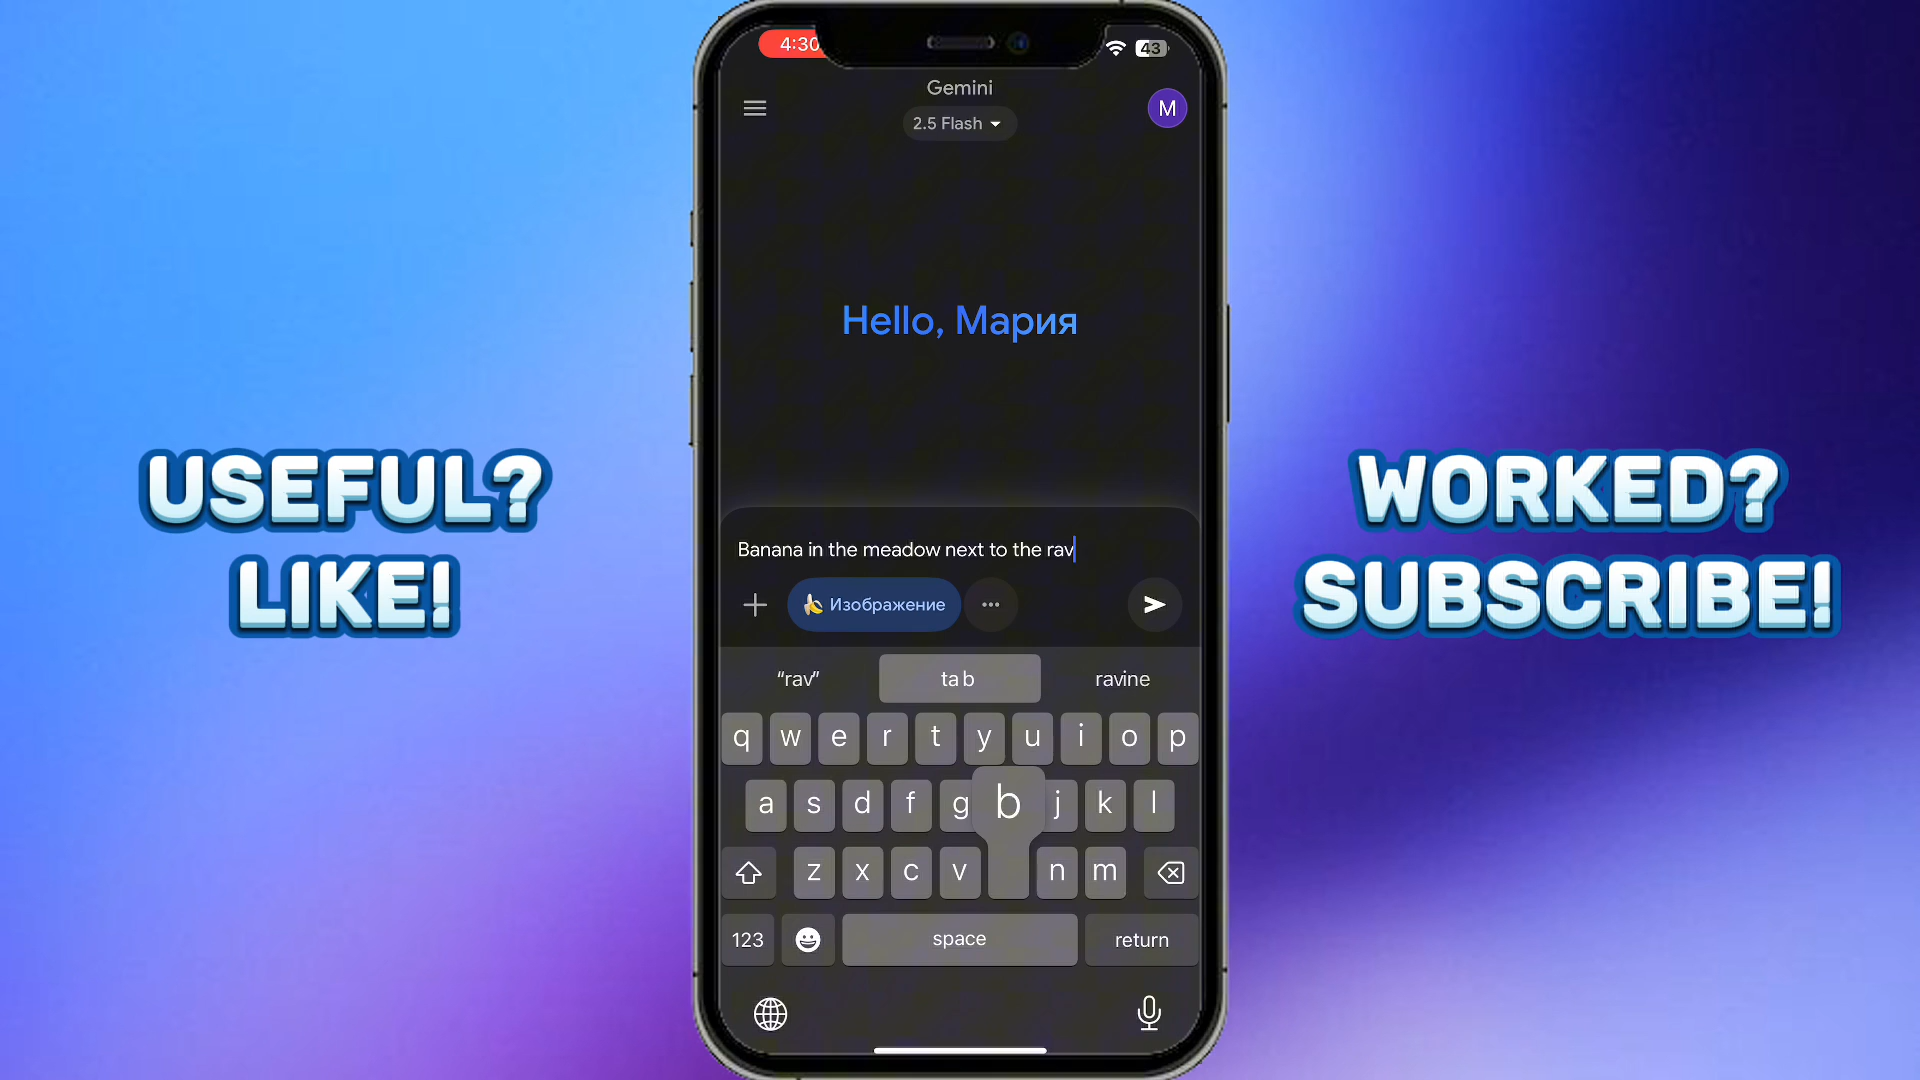 4:30
43
Gemini
2.5 Flash
M
Hello, Мария
USEFUL?
LIKE!
WORKED?
SUBSCRIBE!
Banana in the meadow next to the rav
Изображение
“rav” tab ravine
q w e r t y u i o p
a s d f g b j k l
z x c v n m
123 space return